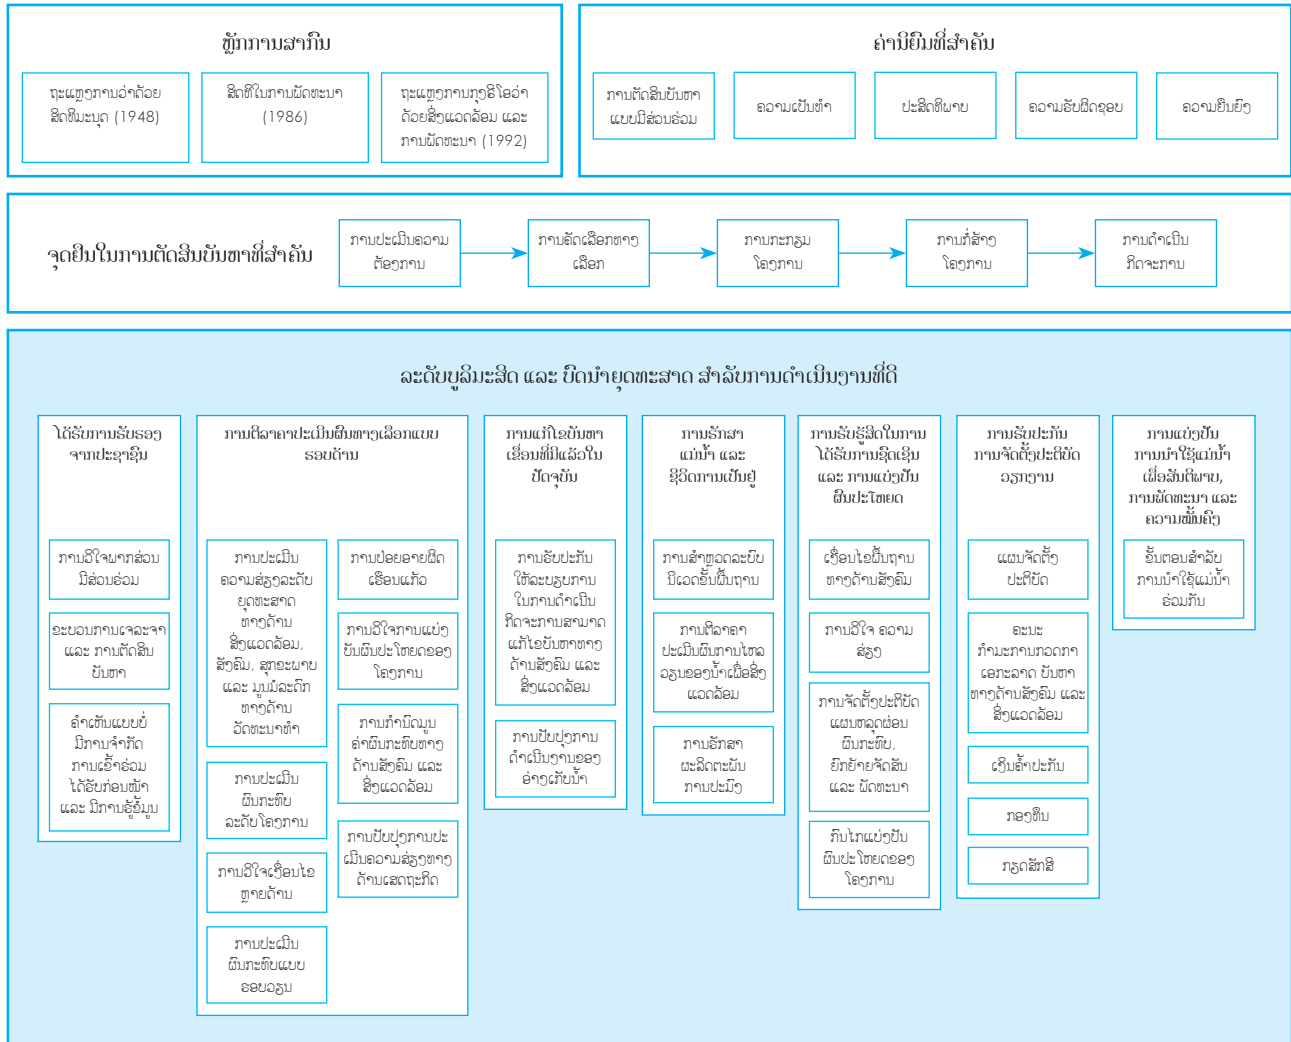 ຫຼັກການສາກົນ
ຖະແຫຼງການວ່າດ້ວຍ
ສິດທິມະນຸດ (1948)
ສິດທິໃນການພັດທະນາ
(1986)
ຖະແຫຼງການກຸງຣີໂອວ່າ
ດ້ວຍສິ່ງແວດລ້ອມ ແລະ
ການພັດທະນາ (1992)
ຄ່ານິຍົມທີ່ສຳຄັນ
ການຕັດສິນບັນຫາ
ແບບມີສ່ວນຮ່ວມ
ຄວາມເປັນທຳ
ປະສິດທິພາບ
ຄວາມຮັບຜິດຊອບ
ຄວາມຍືນຍົງ
ຈຸດຢືນໃນການຕັດສິນບັນຫາທີ່ສຳຄັນ
ການປະເມີນຄວາມ
ຕ້ອງການ
ການຄັດເລືອກທາງ
ເລືອກ
ການກະກຽມ
ໂຄງການ
ການກໍ່ສ້າງ
ໂຄງການ
ການດຳເນີນ
ກິດຈະການ
ລະດັບບູລິມະສິດ ແລະ ບົດນຳຍຸດທະສາດ ສຳລັບການດຳເນີນງານທີ່ດີ
ໄດ້ຮັບການຮັບຮອງ
ຈາກປະຊາຊົນ
ການວິໃຈພາກສ່ວນ
ມີສ່ວນຮ່ວມ
ຂະບວນການເຈລະຈາ
ແລະ ການຕັດສິນ
ບັນຫາ
ຄຳເຫັນແບບບໍ່
ມີການຈຳກັດ
ການເຂົ້າຮ່ວມ
ໄດ້ຮັບກ່ອນໜ້າ
ແລະ ມີການຮູ້ຂໍ້ມູນ
ການຕີລາຄາປະເມີນຜົນທາງເລືອກແບບ
ຮອບດ້ານ
ການປະເມີນ
ຄວາມສ່ຽງລະດັບ
ຍຸດທະສາດ
ທາງດ້ານ
ສິ່ງແວດລ້ອມ,
ສັງຄົມ, ສຸກຂະພາບ
ແລະ ມູນມໍລະດົກ
ທາງດ້ານ
ວັດທະນາທຳ
ການປະເມີນ
ຜົນກະທົບ
ລະດັບໂຄງການ
ການວິໃຈເງື່ອນໄຂ
ຫຼາຍດ້ານ
ການປະເມີນ
ຜົນກະທົບແບບ
ຮອບວຽນ
ການປ່ອຍອາຍຜິດ
ເຮືອນແກ້ວ
ການວິໃຈການແບ່ງ
ບັນຜົນປະໂຫຍດຂອງ
ໂຄງການ
ການກຳນົດມູນ
ຄ່າຜົນກະທົບທາງ
ດ້ານສັງຄົມ ແລະ
ສິ່ງແວດລ້ອມ
ການປັບປຸງການປະ
ເມີນຄວາມສ່ຽງທາງ
ດ້ານເສດຖະກິດ
ການແກ້ໄຂບັນຫາ
ເຂື່ອນທີ່ມີແລ້ວໃນ
ປັດຈຸບັນ
ການຮັບປະກັນ
ໃຫ້ລະບຽບການ
ໃນການດຳເນີນ
ກິດຈະການສາມາດ
ແກ້ໄຂບັນຫາທາງ
ດ້ານສັງຄົມ ແລະ
ສິ່ງແວດລ້ອມ
ການປັບປຸງການ
ດຳເນີນງານຂອງ
ອ່າງເກັບນ້ຳ
ການຮັກສາ
ແມ່ນ້ຳ ແລະ
ຊີວິດການເປັນຢູ່
ການສຳຫຼວດລະບົບ
ນິເວດຂັ້ນພື້ນຖານ
ການຕີລາຄາ
ປະເມີນຜົນການໄຫລ
ວຽນຂອງນ້ຳເພື່ອສິ່ງ
ແວດລ້ອມ
ການຮັກສາ
ຜະລິດຕະພັນ
ການປະມົງ
ການຮັບຮູ້ສິດໃນການ
ໄດ້ຮັບການຊົດເຊີນ
ແລະ ການແບ່ງປັນ
ຜົນປະໂຫຍດ
ເງື່ອນໄຂພື້ນຖານ
ທາງດ້ານສັງຄົມ
ການວິໃຈ ຄວາມ
ສ່ຽງ
ການຈັດຕັ້ງປະຕິບັດ
ແຜນຫລຸດຜ່ອນ
ຜົນກະທົບ,
ຍົກຍ້າຍຈັດສັນ
ແລະ ພັດທະນາ
ກົນໄກແບ່ງປັນ
ຜົນປະໂຫຍດຂອງ
ໂຄງການ
ການຮັບປະກັນ
ການຈັດຕັ້ງປະຕິບັດ
ວຽກງານ
ແຜນຈັດຕັ້ງ
ປະຕິບັດ
ຄະນະ
ກຳມະການກວດກາ
ເອກະລາດ ບັນຫາ
ທາງດ້ານສັງຄົມ ແລະ
ສິ່ງແວດລ້ອມ
ເງິນຄ້ຳປະກັນ
ກອງທຶນ
ກຽດສັກສີ
ການແບ່ງປັນ
ການນຳໃຊ້ແມ່ນ້ຳ
ເພື່ອສັນຕິພາບ,
ການພັດທະນາ ແລະ
ຄວາມໝັ້ນຄົງ
ຂັ້ນຕອນສຳລັບ
ການນຳໃຊ້ແມ່ນ້ຳ
ຮ່ວມກັນ